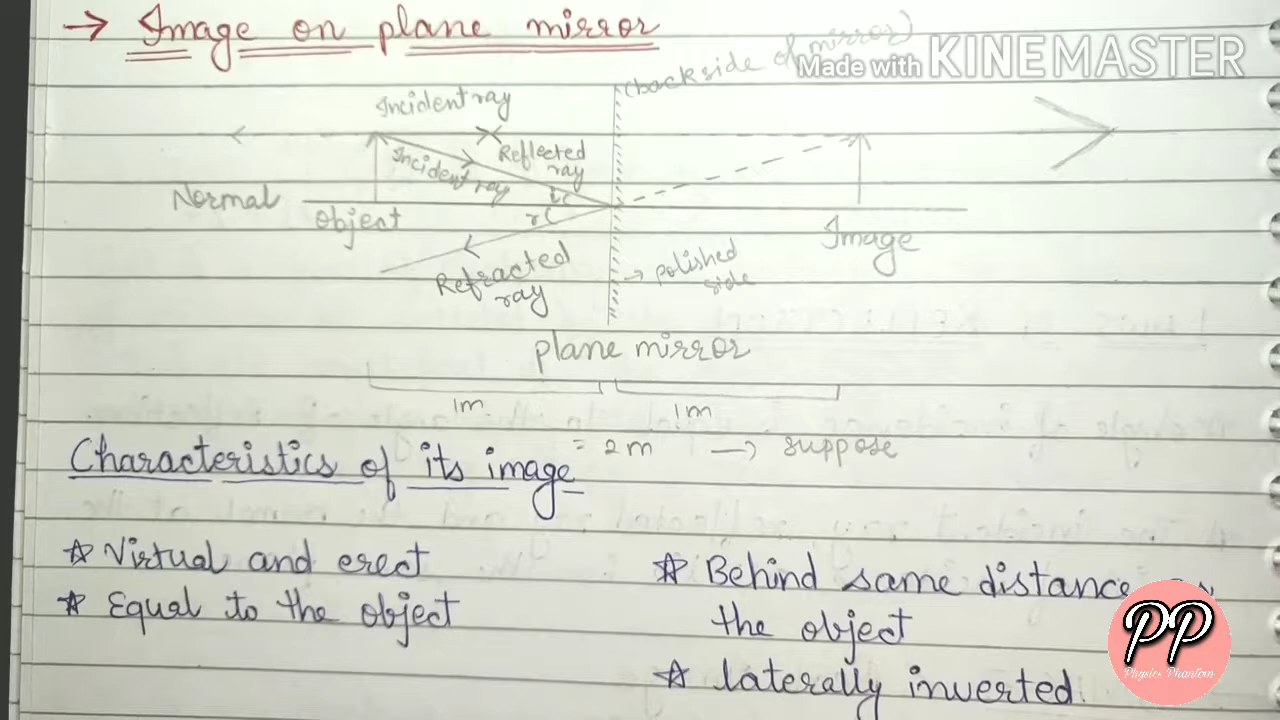 → Image on plane mirror
(back side of mirror)
Made with KINEMASTER
Incident ray
Reflected
ray
Incident ray
i
Normal
r
object
Image
Refracted
ray
→ polished
side
plane mirror
1m
1m
= 2m → suppose
Characteristics of its image
☆ Virtual and erect
☆ Equal to the object
☆ Behind same distance
the object
☆ laterally inverted.
PP
Physics Phantom